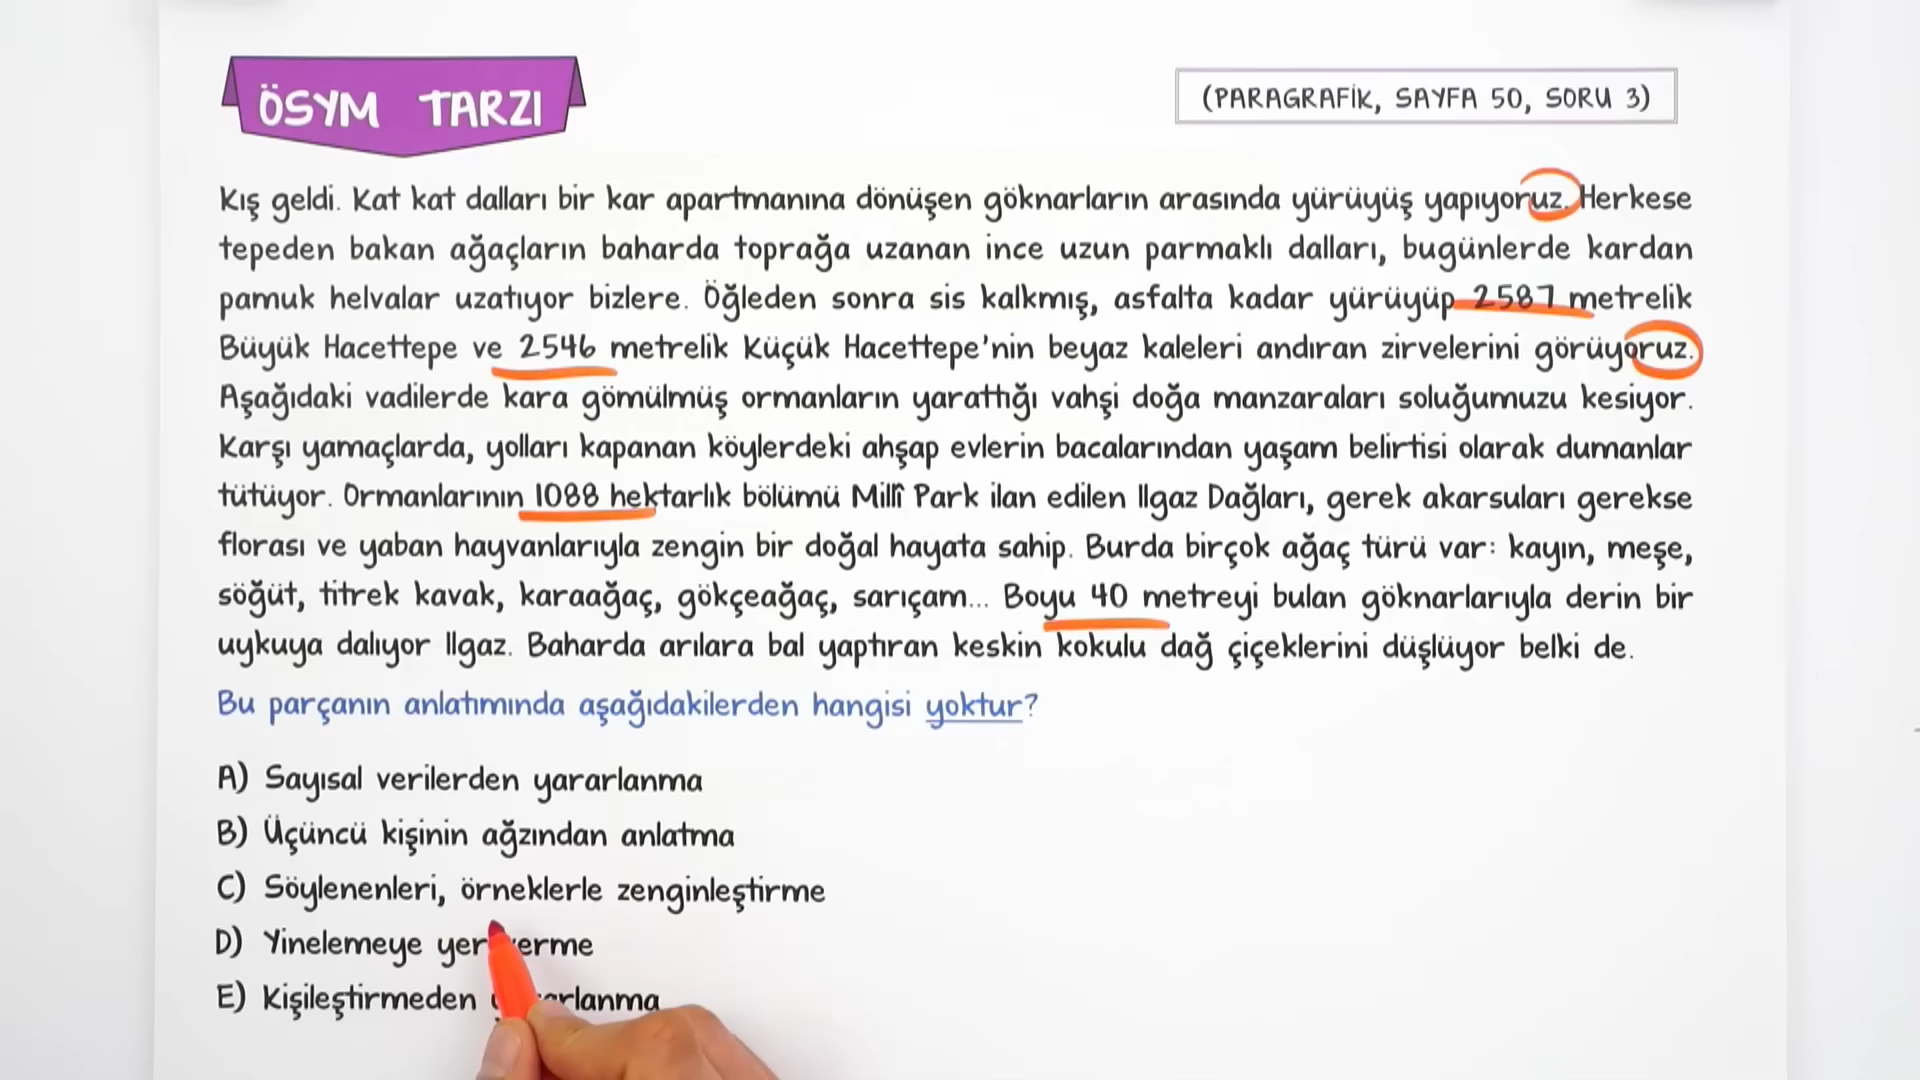 ÖSYM TARZI
(PARAGRAFİK, SAYFA 50, SORU 3)
Kış geldi. Kat kat dalları bir kar apartmanına dönüşen göknarların arasında yürüyüş yapıyoruz. Herkese
tepeden bakan ağaçların baharda toprağa uzanan ince uzun parmaklı dalları, bugünlerde kardan
pamuk helvalar uzatıyor bizlere. Öğleden sonra sis kalkmış, asfalta kadar yürüyüp 2587 metrelik
Büyük Hacettepe ve 2546 metrelik Küçük Hacettepe'nin beyaz kaleleri andıran zirvelerini görüyoruz.
Aşağıdaki vadilerde kara gömülmüş ormanların yarattığı vahşi doğa manzaraları soluğumuzu kesiyor.
Karşı yamaçlarda, yolları kapanan köylerdeki ahşap evlerin bacalarından yaşam belirtisi olarak dumanlar
tütüyor. Ormanlarının 1088 hektarlık bölümü Millî Park ilan edilen Ilgaz Dağları, gerek akarsuları gerekse
florası ve yaban hayvanlarıyla zengin bir doğal hayata sahip. Burda birçok ağaç türü var: kayın, meşe,
söğüt, titrek kavak, karaağaç, gökçeağaç, sarıçam... Boyu 40 metreyi bulan göknarlarıyla derin bir
uykuya dalıyor Ilgaz. Baharda arılara bal yaptıran keskin kokulu dağ çiçeklerini düşlüyor belki de.
Bu parçanın anlatımında aşağıdakilerden hangisi yoktur?
A) Sayısal verilerden yararlanma
B) Üçüncü kişinin ağzından anlatma
C) Söylenenleri, örneklerle zenginleştirme
D) Yinelemeye yer verme
E) Kişileştirmeden yararlanma